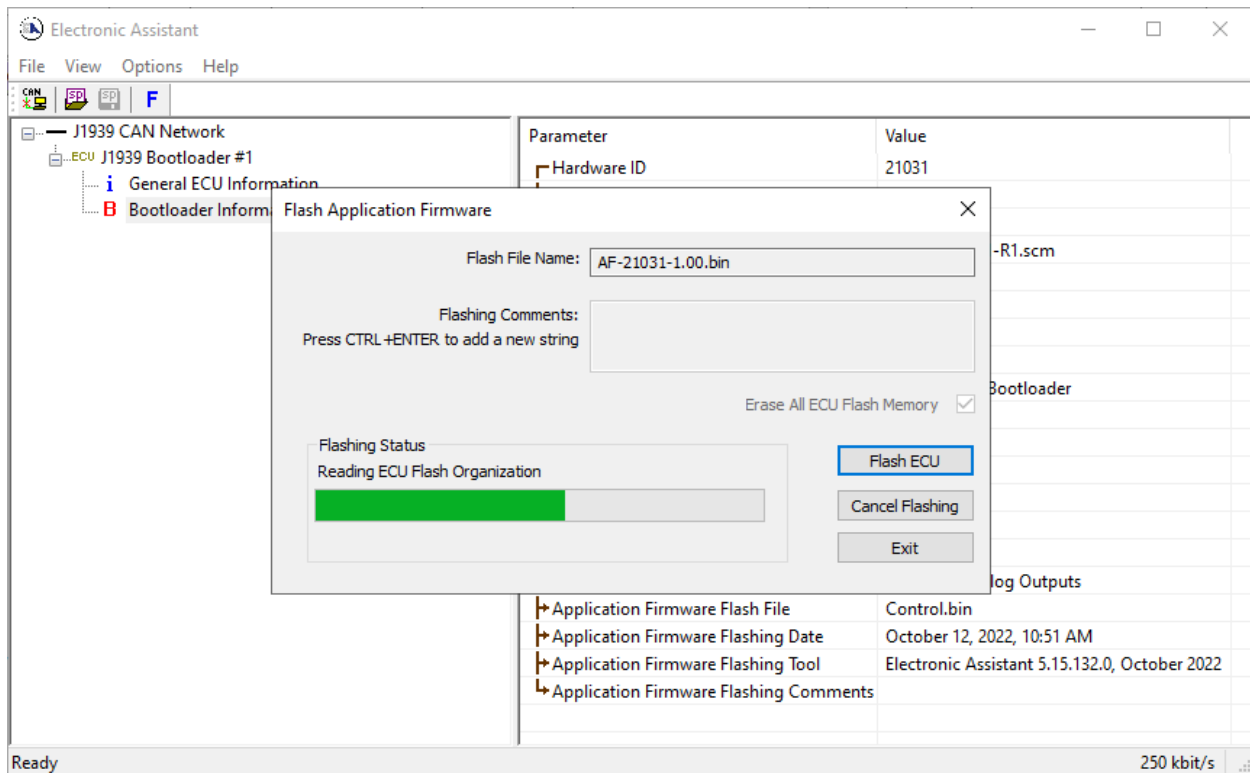 Electronic Assistant
File View Options Help
CAN SP SP F
J1939 CAN Network
ECU J1939 Bootloader #1
i General ECU Information
B Bootloader Informa
Parameter Value
Hardware ID 21031
-R1.scm
Bootloader
log Outputs
Application Firmware Flash File Control.bin
Application Firmware Flashing Date October 12, 2022, 10:51 AM
Application Firmware Flashing Tool Electronic Assistant 5.15.132.0, October 2022
Application Firmware Flashing Comments
Flash Application Firmware
Flash File Name: AF-21031-1.00.bin
Flashing Comments:
Press CTRL+ENTER to add a new string
Erase All ECU Flash Memory
Flashing Status
Reading ECU Flash Organization
Flash ECU
Cancel Flashing
Exit
Ready 250 kbit/s